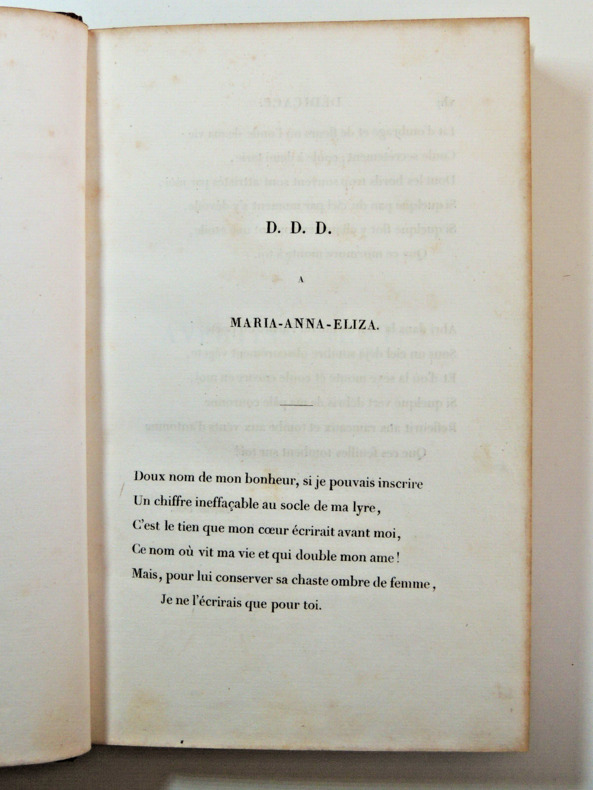 D. D. D.
A
MARIA-ANNA-ELIZA.
Doux nom de mon bonheur, si je pouvais inscrire
Un chiffre ineffaçable au socle de ma lyre,
C'est le tien que mon cœur écrirait avant moi,
Ce nom où vit ma vie et qui double mon ame!
Mais, pour lui conserver sa chaste ombre de femme,
Je ne l'écrirais que pour toi.